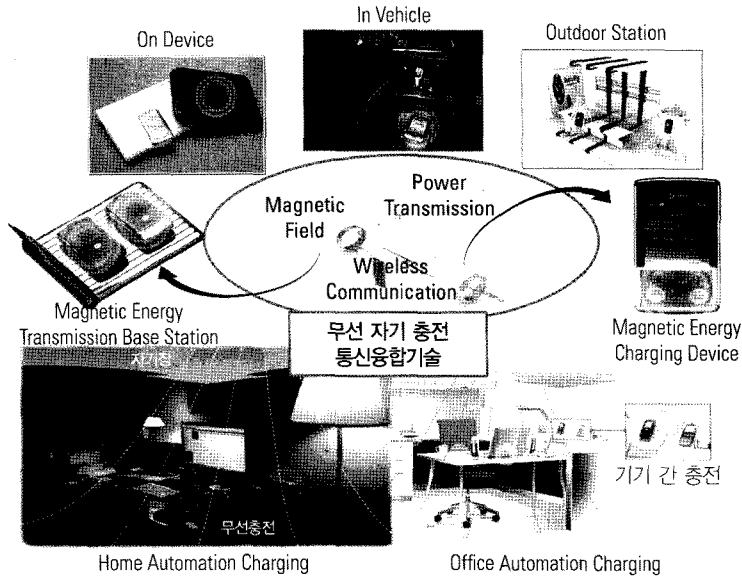 In Vehicle
On Device
Outdoor Station
Magnetic
Field
Power
Transmission
Wireless
Communication
Magnetic Energy
Transmission Base Station
무선 자기 충전
통신융합기술
Magnetic Energy
Charging Device
자기장
무선충전
기기 간 충전
Home Automation Charging
Office Automation Charging